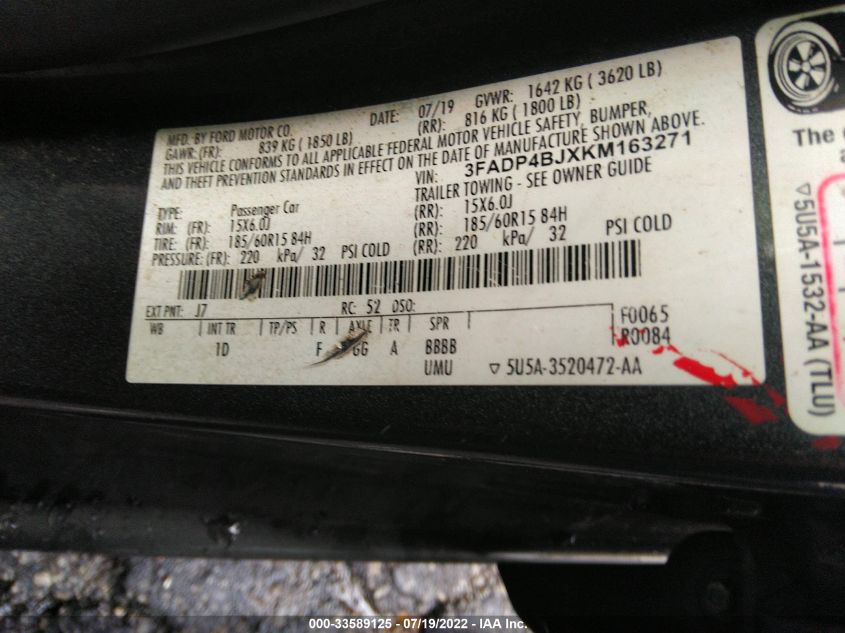 MFD. BY FORD MOTOR CO. DATE: 07/19 GVWR: 1642 KG ( 3620 LB)
GAWR: (FR): 839 KG ( 1850 LB) (RR): 816 KG ( 1800 LB)
THIS VEHICLE CONFORMS TO ALL APPLICABLE FEDERAL MOTOR VEHICLE SAFETY, BUMPER,
AND THEFT PREVENTION STANDARDS IN EFFECT ON THE DATE OF MANUFACTURE SHOWN ABOVE.
VIN: 3FADP4BJXKM163271
TYPE: Passenger Car TRAILER TOWING - SEE OWNER GUIDE
RIM: (FR): 15X6.0J (RR): 15X6.0J
TIRE: (FR): 185/60R15 84H (RR): 185/60R15 84H
PRESSURE: (FR): 220 kPa/ 32 PSI COLD (RR): 220 kPa/ 32 PSI COLD
EXT PNT: J7 RC: 52 DSO: F0065
WB INT TR TP/PS R AXLE TR SPR R0084
1D F GG A BBBB
UMU ▽ 5U5A-3520472-AA
The
▽5U5A-1532-AA (TLU)
000-33589125 - 07/19/2022 - IAA Inc.